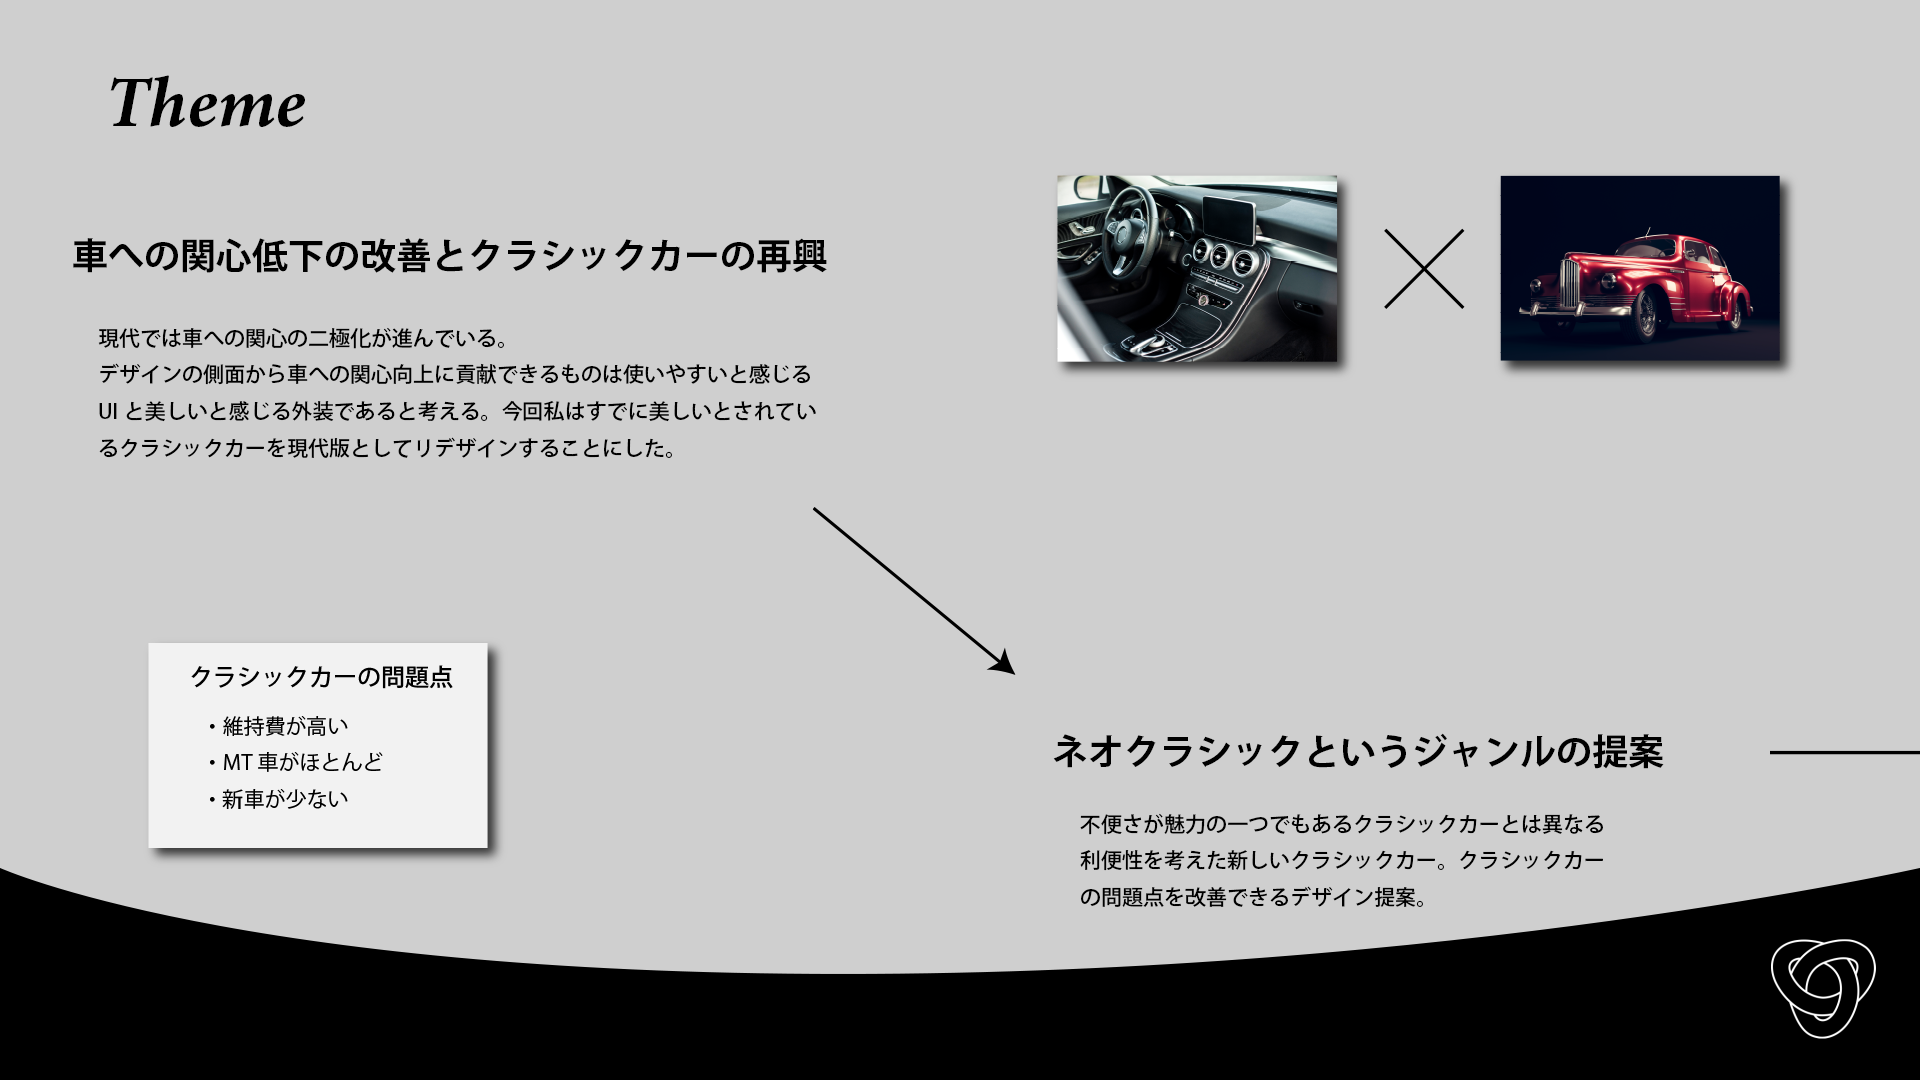 Theme
車への関心低下の改善とクラシックカーの再興
現代では車への関心の二極化が進んでいる。
デザインの側面から車への関心向上に貢献できるものは使いやすいと感じる
UI と美しいと感じる外装であると考える。今回私はすでに美しいとされてい
るクラシックカーを現代版としてリデザインすることにした。
クラシックカーの問題点
・維持費が高い
・MT 車がほとんど
・新車が少ない
ネオクラシックというジャンルの提案
不便さが魅力の一つでもあるクラシックカーとは異なる
利便性を考えた新しいクラシックカー。クラシックカー
の問題点を改善できるデザイン提案。